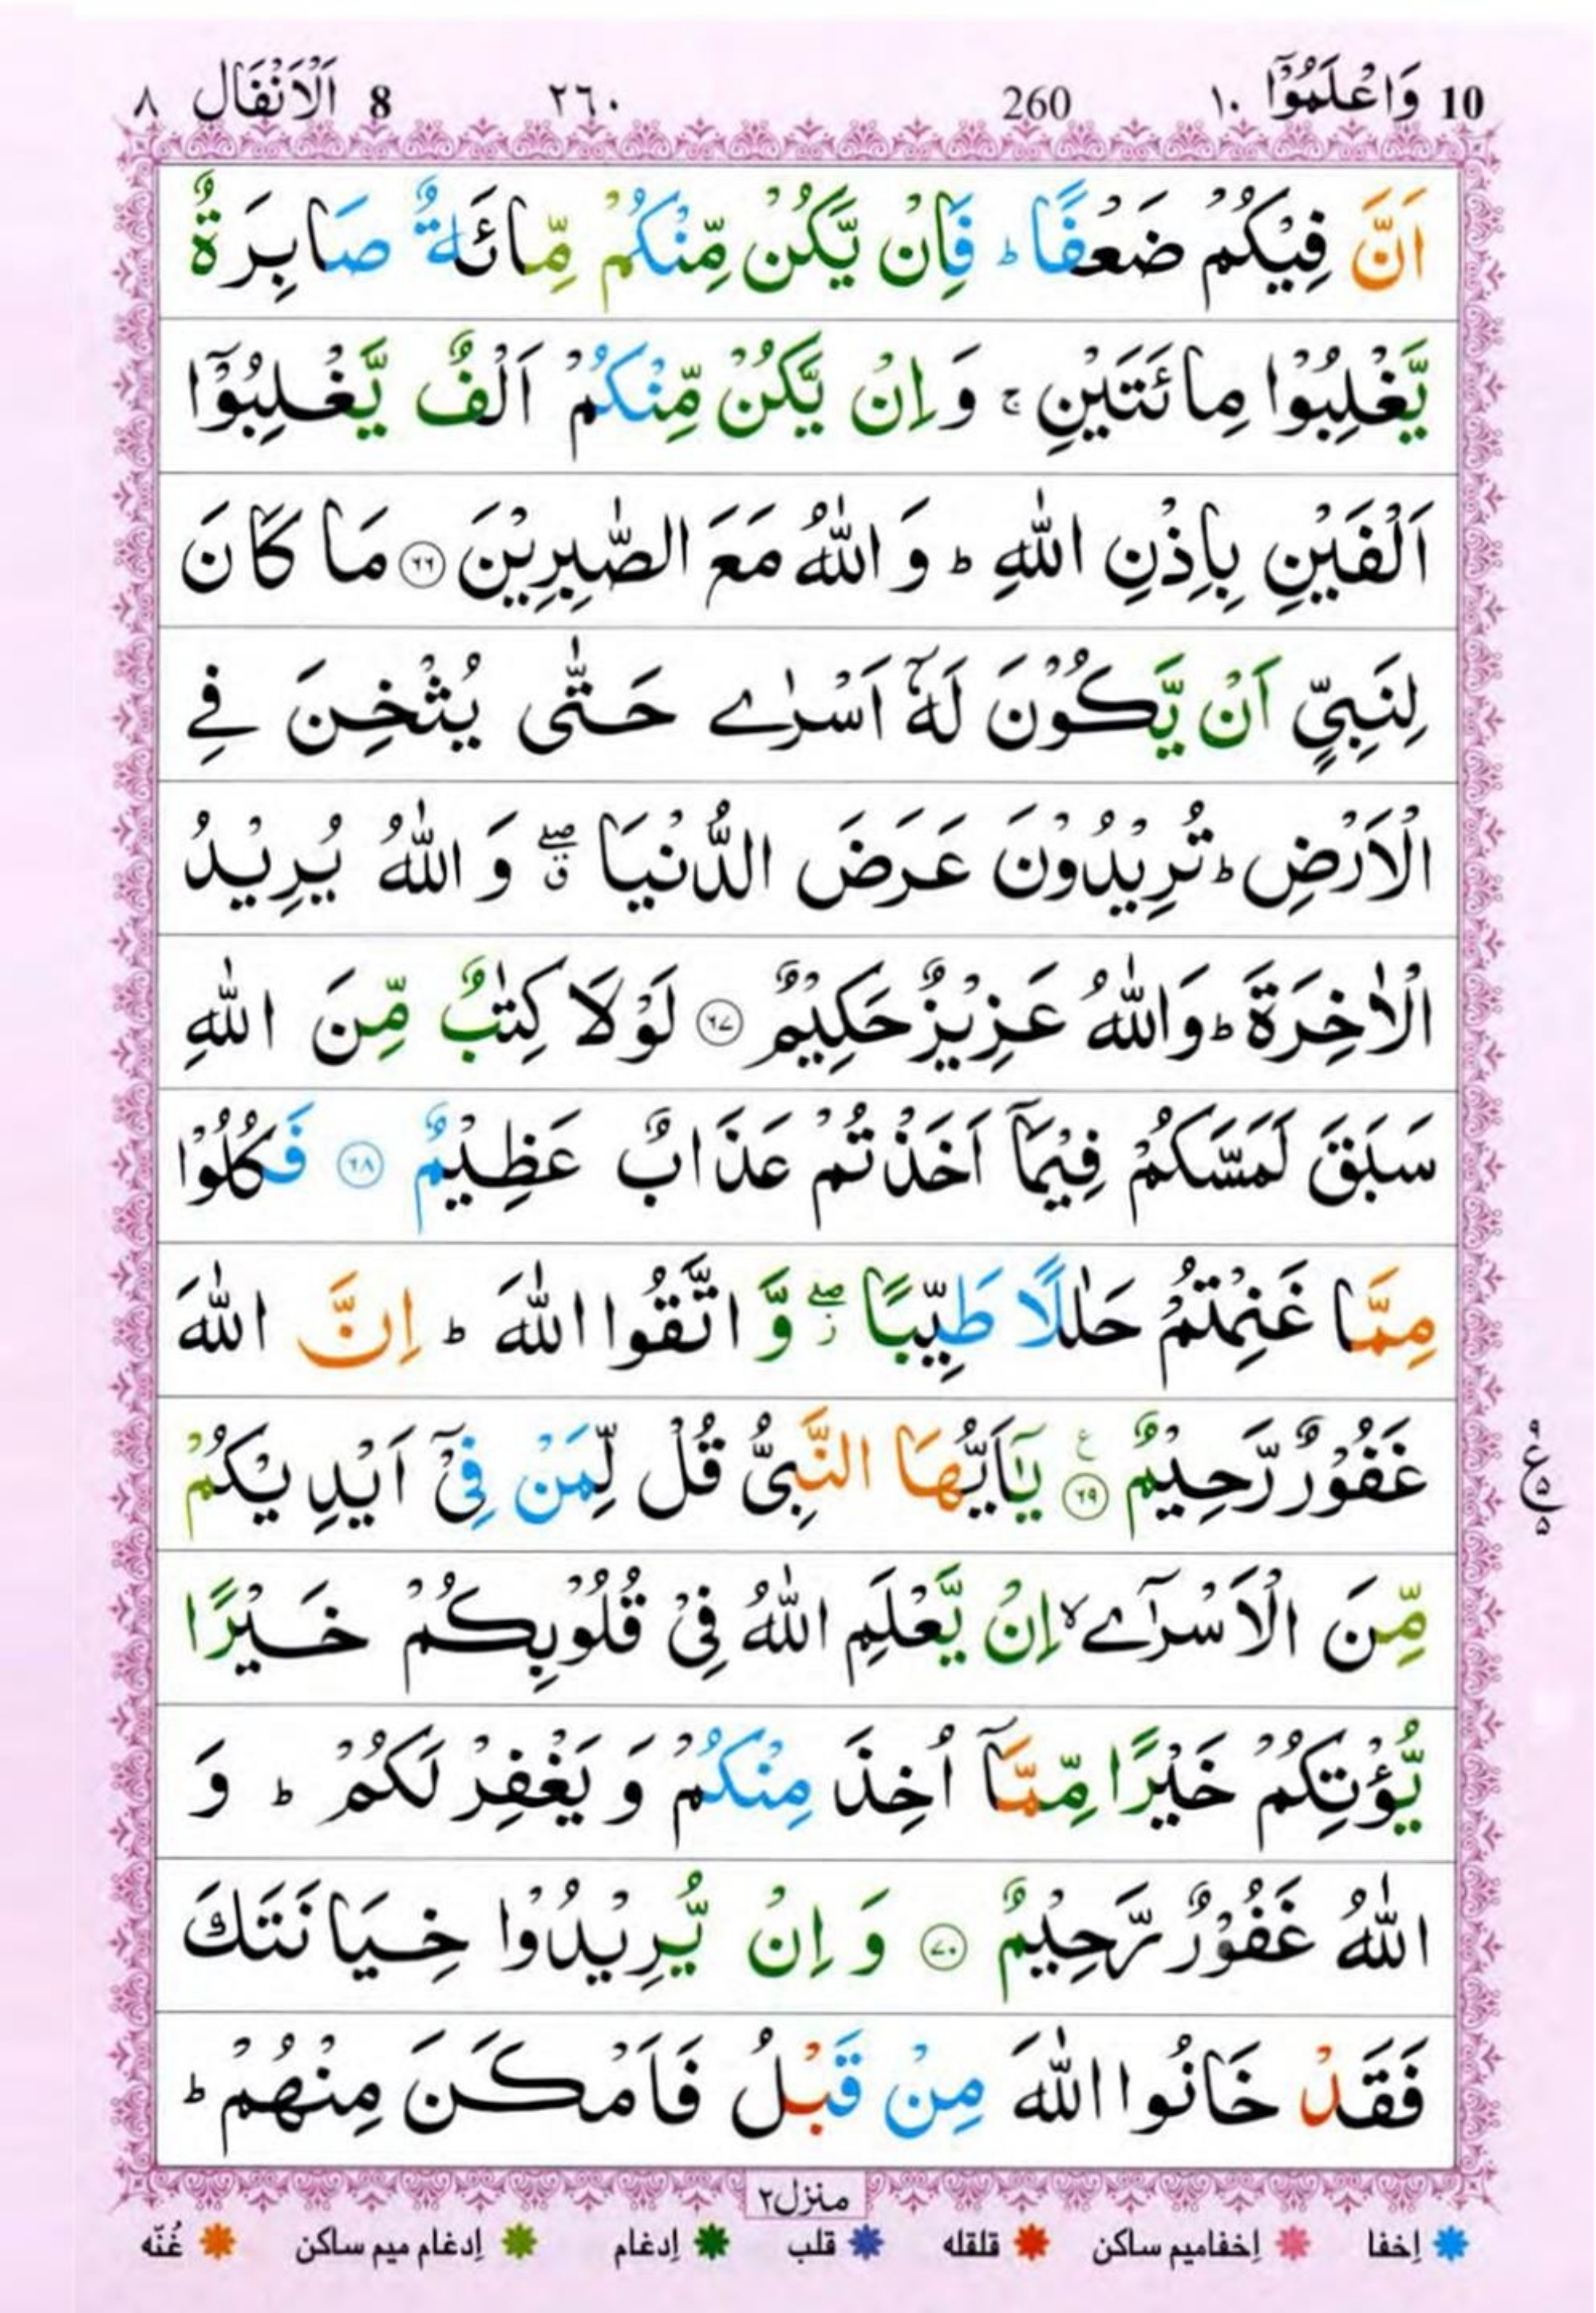 10 وَاعْلَمُوْٓا ١٠ 260 ٢٦٠ 8 اَلْاَنْفَال ٨
اَنَّ فِيْكُمْ ضَعْفًا ؕ فَاِنْ يَّكُنْ مِّنْكُمْ مِّائَةٌ صَابِرَةٌ
يَّغْلِبُوْا مِائَتَيْنِ ۚ وَاِنْ يَّكُنْ مِّنْكُمْ اَلْفٌ يَّغْلِبُوْٓا
اَلْفَيْنِ بِاِذْنِ اللّٰهِ ؕ وَ اللّٰهُ مَعَ الصّٰبِرِيْنَ ﴿٦٦﴾ مَا كَانَ
لِنَبِيٍّ اَنْ يَّكُوْنَ لَهٗٓ اَسْرٰى حَتّٰى يُثْخِنَ فِى
الْاَرْضِ ؕ تُرِيْدُوْنَ عَرَضَ الدُّنْيَا ۖ ق وَ اللّٰهُ يُرِيْدُ
الْاٰخِرَةَ ؕ وَاللّٰهُ عَزِيْزٌ حَكِيْمٌ ﴿٦٧﴾ لَوْلَا كِتٰبٌ مِّنَ اللّٰهِ
سَبَقَ لَمَسَّكُمْ فِيْمَآ اَخَذْتُمْ عَذَابٌ عَظِيْمٌ ﴿٦٨﴾ فَكُلُوْا
مِمَّا غَنِمْتُمْ حَلٰلًا طَيِّبًا ۖ ز وَّ اتَّقُوا اللّٰهَ ؕ اِنَّ اللّٰهَ
غَفُوْرٌ رَّحِيْمٌ ﴿٦٩﴾ ع يٰٓاَيُّهَا النَّبِىُّ قُلْ لِّمَنْ فِىْٓ اَيْدِيْكُمْ
٩ ع ٥ ٥
مِّنَ الْاَسْرٰٓى ۙ اِنْ يَّعْلَمِ اللّٰهُ فِىْ قُلُوْبِكُمْ خَيْرًا
يُّؤْتِكُمْ خَيْرًا مِّمَّآ اُخِذَ مِنْكُمْ وَ يَغْفِرْ لَكُمْ ؕ وَ
اللّٰهُ غَفُوْرٌ رَّحِيْمٌ ﴿٧٠﴾ وَ اِنْ يُّرِيْدُوْا خِيَانَتَكَ
فَقَدْ خَانُوا اللّٰهَ مِنْ قَبْلُ فَاَمْكَنَ مِنْهُمْ ؕ
منزل٢
اِخفا اِخفامیم ساکن قلقله قلب اِدغام اِدغام میم ساکن غُنّه